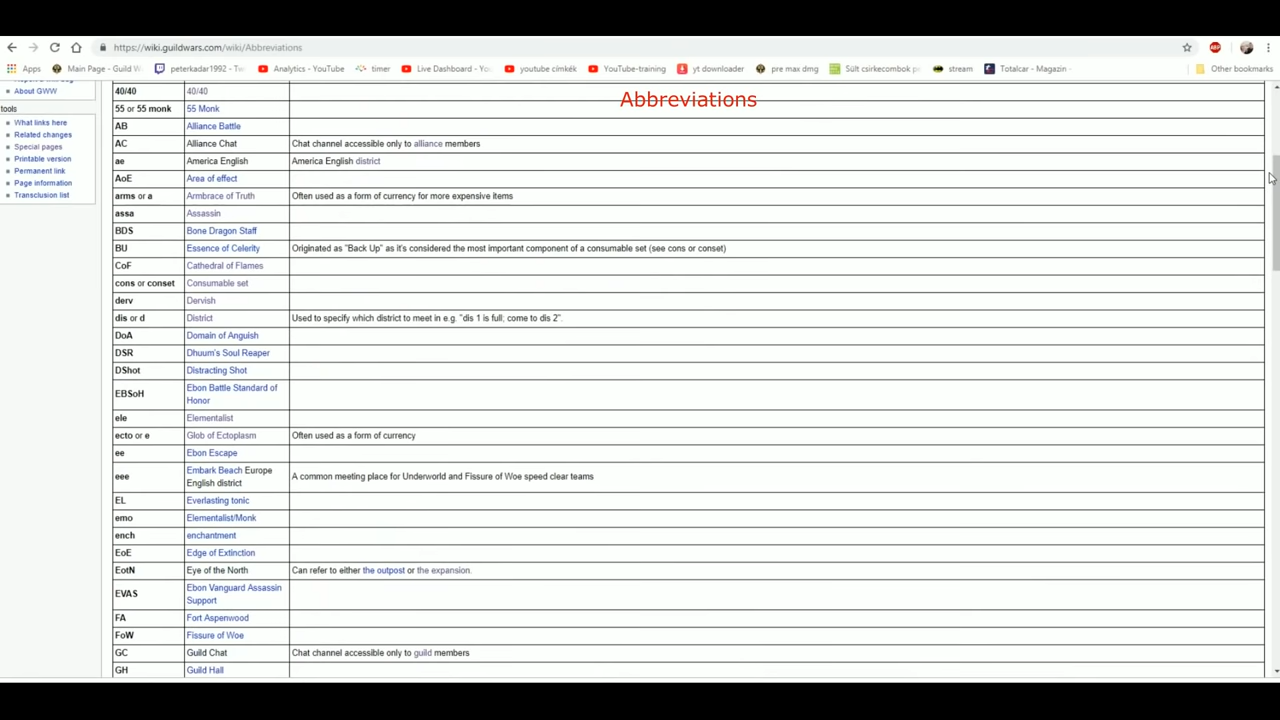 https://wiki.guildwars.com/wiki/Abbreviations
Apps Main Page - Guild W peterkadar1992 - Tw Analytics - YouTube timer Live Dashboard - Yo youtube címkék YouTube-training yt downloader pre max dmg Sült csirkecombok p stream Totalcar - Magazin - Other bookmarks
About GWW
tools
What links here
Related changes
Special pages
Printable version
Permanent link
Page information
Transclusion list
Abbreviations
40/40 40/40
55 or 55 monk 55 Monk
AB Alliance Battle
AC Alliance Chat Chat channel accessible only to alliance members
ae America English America English district
AoE Area of effect
arms or a Armbrace of Truth Often used as a form of currency for more expensive items
assa Assassin
BDS Bone Dragon Staff
BU Essence of Celerity Originated as "Back Up" as it's considered the most important component of a consumable set (see cons or conset)
CoF Cathedral of Flames
cons or conset Consumable set
derv Dervish
dis or d District Used to specify which district to meet in e.g. "dis 1 is full, come to dis 2".
DoA Domain of Anguish
DSR Dhuum's Soul Reaper
DShot Distracting Shot
EBSoH Ebon Battle Standard of
Honor
ele Elementalist
ecto or e Glob of Ectoplasm Often used as a form of currency
ee Ebon Escape
eee Embark Beach Europe
English district A common meeting place for Underworld and Fissure of Woe speed clear teams
EL Everlasting tonic
emo Elementalist/Monk
ench enchantment
EoE Edge of Extinction
EotN Eye of the North Can refer to either the outpost or the expansion.
EVAS Ebon Vanguard Assassin
Support
FA Fort Aspenwood
FoW Fissure of Woe
GC Guild Chat Chat channel accessible only to guild members
GH Guild Hall